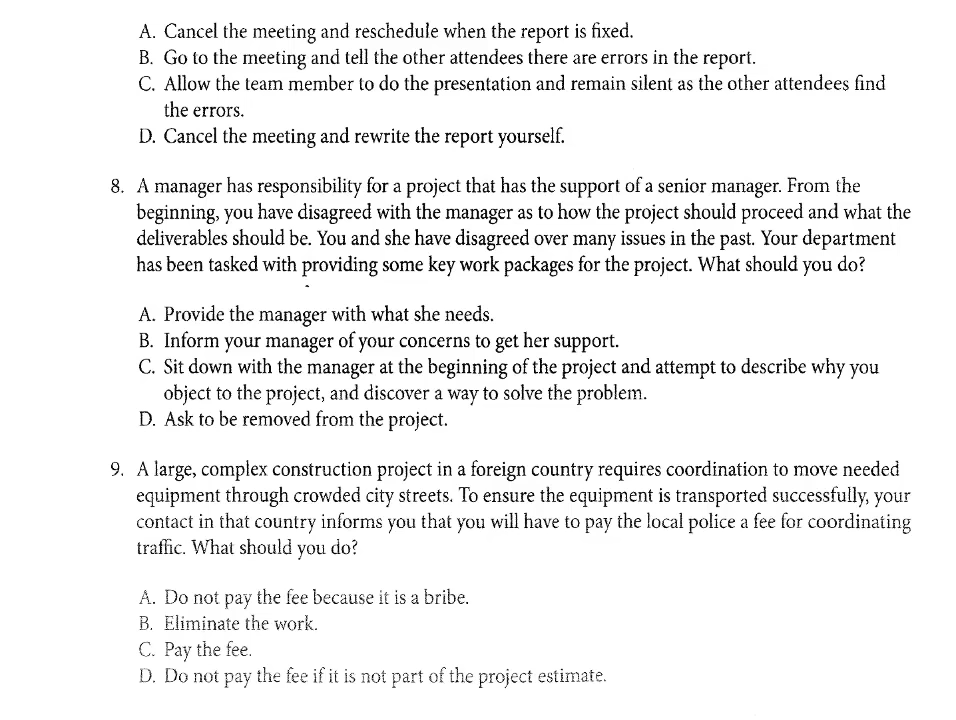 A. Cancel the meeting and reschedule when the report is fixed.
B. Go to the meeting and tell the other attendees there are errors in the report.
C. Allow the team member to do the presentation and remain silent as the other attendees find
the errors.
D. Cancel the meeting and rewrite the report yourself.
8. A manager has responsibility for a project that has the support of a senior manager. From the
beginning, you have disagreed with the manager as to how the project should proceed and what the
deliverables should be. You and she have disagreed over many issues in the past. Your department
has been tasked with providing some key work packages for the project. What should you do?
A. Provide the manager with what she needs.
B. Inform your manager of your concerns to get her support.
C. Sit down with the manager at the beginning of the project and attempt to describe why you
object to the project, and discover a way to solve the problem.
D. Ask to be removed from the project.
9. A large, complex construction project in a foreign country requires coordination to move needed
equipment through crowded city streets. To ensure the equipment is transported successfully, your
contact in that country informs you that you will have to pay the local police a fee for coordinating
traffic. What should you do?
A. Do not pay the fee because it is a bribe.
B. Eliminate the work.
C. Pay the fee.
D. Do not pay the fee if it is not part of the project estimate.